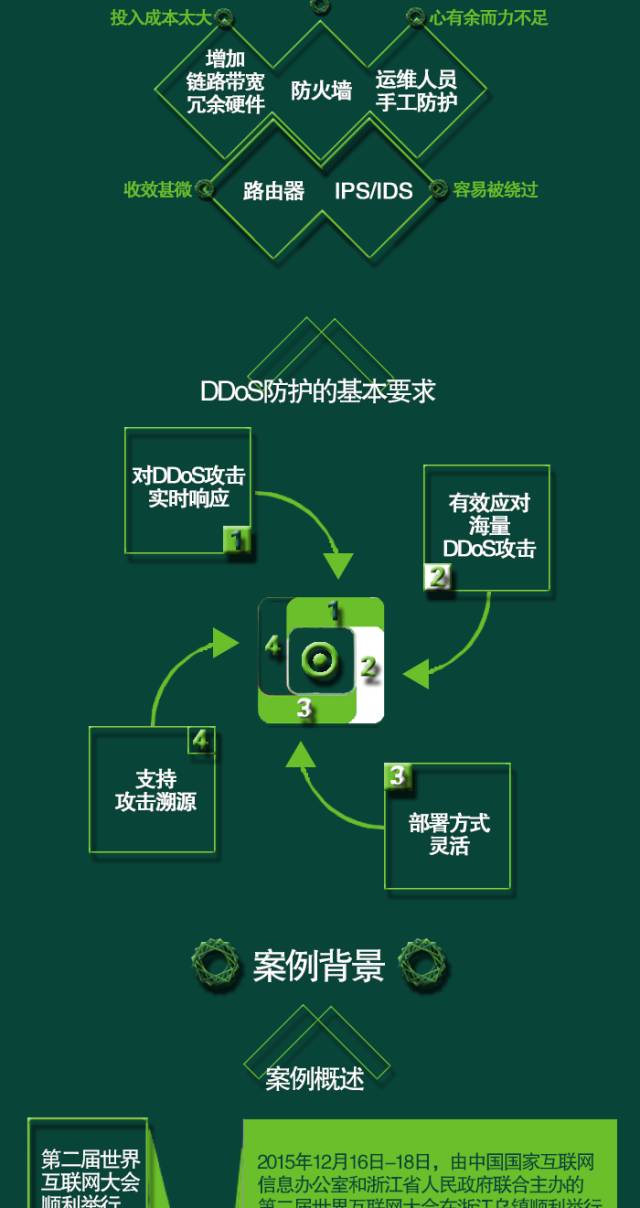 投入成本太大
心有余而力不足
增加
链路带宽
冗余硬件
防火墙
运维人员
手工防护
收效甚微
路由器
IPS/IDS
容易被绕过
DDoS防护的基本要求
对DDoS攻击
实时响应
1
有效应对
海量
DDoS攻击
2
1
4
2
3
4
支持
攻击溯源
3
部署方式
灵活
案例背景
案例概述
第二届世界
互联网大会
顺利举行
2015年12月16日-18日，由中国国家互联网
信息办公室和浙江省人民政府联合主办的
第二届世界互联网大会在浙江乌镇顺利举行